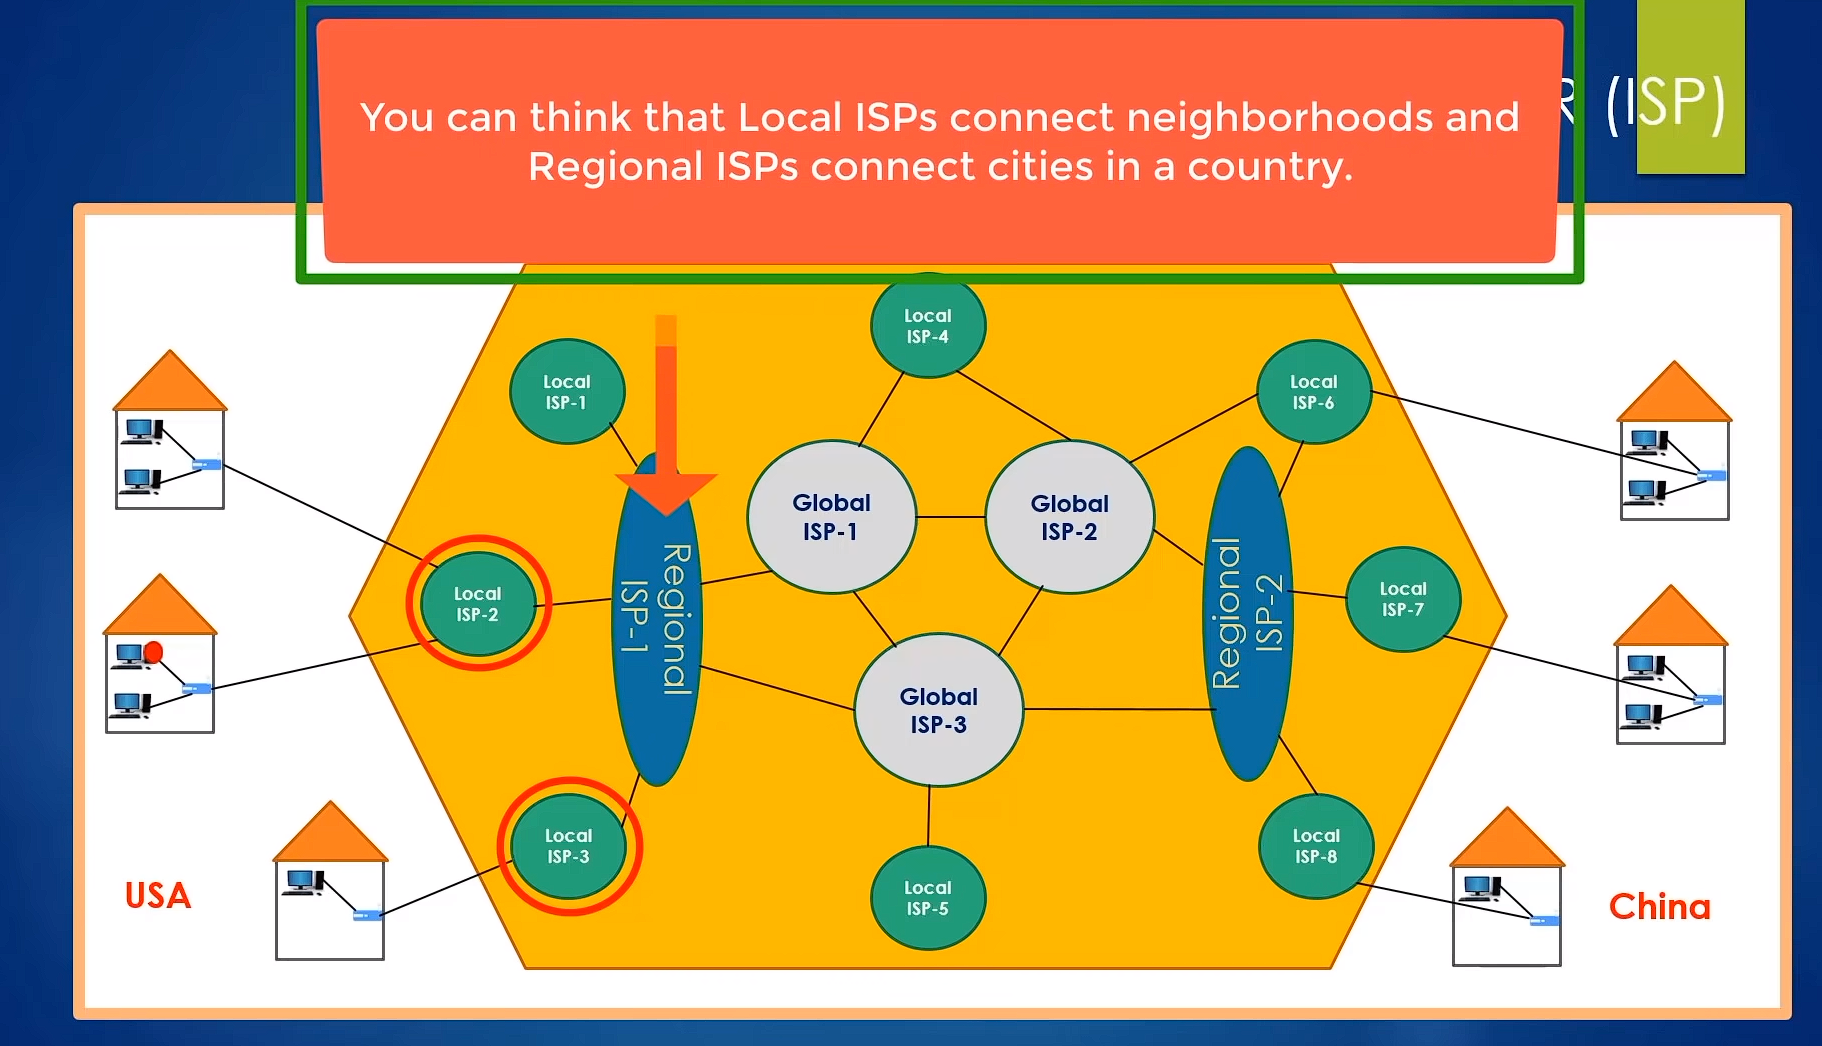 You can think that Local ISPs connect neighborhoods and
Regional ISPs connect cities in a country.
(ISP)
Local
ISP-4
Local
ISP-1
Local
ISP-6
Global
ISP-1
Global
ISP-2
Local
ISP-2
Regional
ISP-1
Regional
ISP-2
Local
ISP-7
Global
ISP-3
Local
ISP-3
Local
ISP-8
Local
ISP-5
USA
China